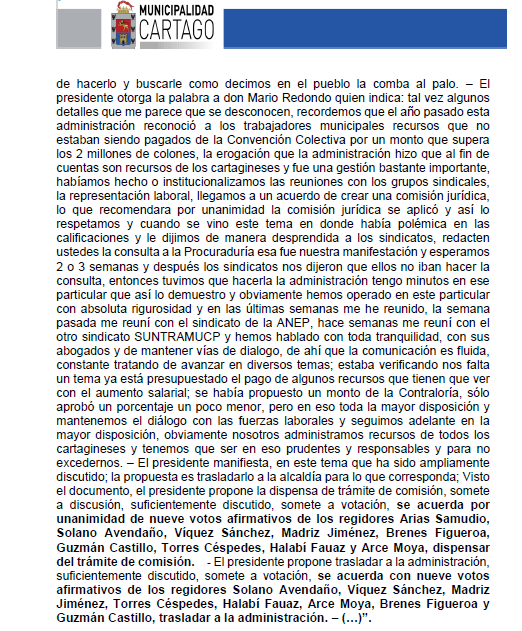 MUNICIPALIDAD
CARTAGO
de hacerlo y buscarle como decimos en el pueblo la comba al palo. – El
presidente otorga la palabra a don Mario Redondo quien indica: tal vez algunos
detalles que me parece que se desconocen, recordemos que el año pasado esta
administración reconoció a los trabajadores municipales recursos que no
estaban siendo pagados de la Convención Colectiva por un monto que supera
los 2 millones de colones, la erogación que la administración hizo que al fin de
cuentas son recursos de los cartagineses y fue una gestión bastante importante,
habíamos hecho o institucionalizamos las reuniones con los grupos sindicales,
la representación laboral, llegamos a un acuerdo de crear una comisión jurídica,
lo que recomendara por unanimidad la comisión jurídica se aplicó y así lo
respetamos y cuando se vino este tema en donde había polémica en las
calificaciones y le dijimos de manera desprendida a los sindicatos, redacten
ustedes la consulta a la Procuraduría esa fue nuestra manifestación y esperamos
2 o 3 semanas y después los sindicatos nos dijeron que ellos no iban hacer la
consulta, entonces tuvimos que hacerla la administración tengo minutos en ese
particular que así lo demuestro y obviamente hemos operado en este particular
con absoluta rigurosidad y en las últimas semanas me he reunido, la semana
pasada me reuní con el sindicato de la ANEP, hace semanas me reuní con el
otro sindicato SUNTRAMUCP y hemos hablado con toda tranquilidad, con sus
abogados y de mantener vías de dialogo, de ahí que la comunicación es fluida,
constante tratando de avanzar en diversos temas; estaba verificando nos falta
un tema ya está presupuestado el pago de algunos recursos que tienen que ver
con el aumento salarial; se había propuesto un monto de la Contraloría, sólo
aprobó un porcentaje un poco menor, pero en eso toda la mayor disposición y
mantenemos el diálogo con las fuerzas laborales y seguimos adelante en la
mayor disposición, obviamente nosotros administramos recursos de todos los
cartagineses y tenemos que ser en eso prudentes y responsables y para no
excedernos. – El presidente manifiesta, en este tema que ha sido ampliamente
discutido; la propuesta es trasladarlo a la alcaldía para lo que corresponda; Visto
el documento, el presidente propone la dispensa de trámite de comisión, somete
a discusión, suficientemente discutido, somete a votación, se acuerda por
unanimidad de nueve votos afirmativos de los regidores Arias Samudio,
Solano Avendaño, Víquez Sánchez, Madriz Jiménez, Brenes Figueroa,
Guzmán Castillo, Torres Céspedes, Halabí Fauaz y Arce Moya, dispensar
del trámite de comisión. - El presidente propone trasladar a la administración,
suficientemente discutido, somete a votación, se acuerda con nueve votos
afirmativos de los regidores Solano Avendaño, Víquez Sánchez, Madriz
Jiménez, Torres Céspedes, Halabí Fauaz, Arce Moya, Brenes Figueroa y
Guzmán Castillo, trasladar a la administración. – (…)”.